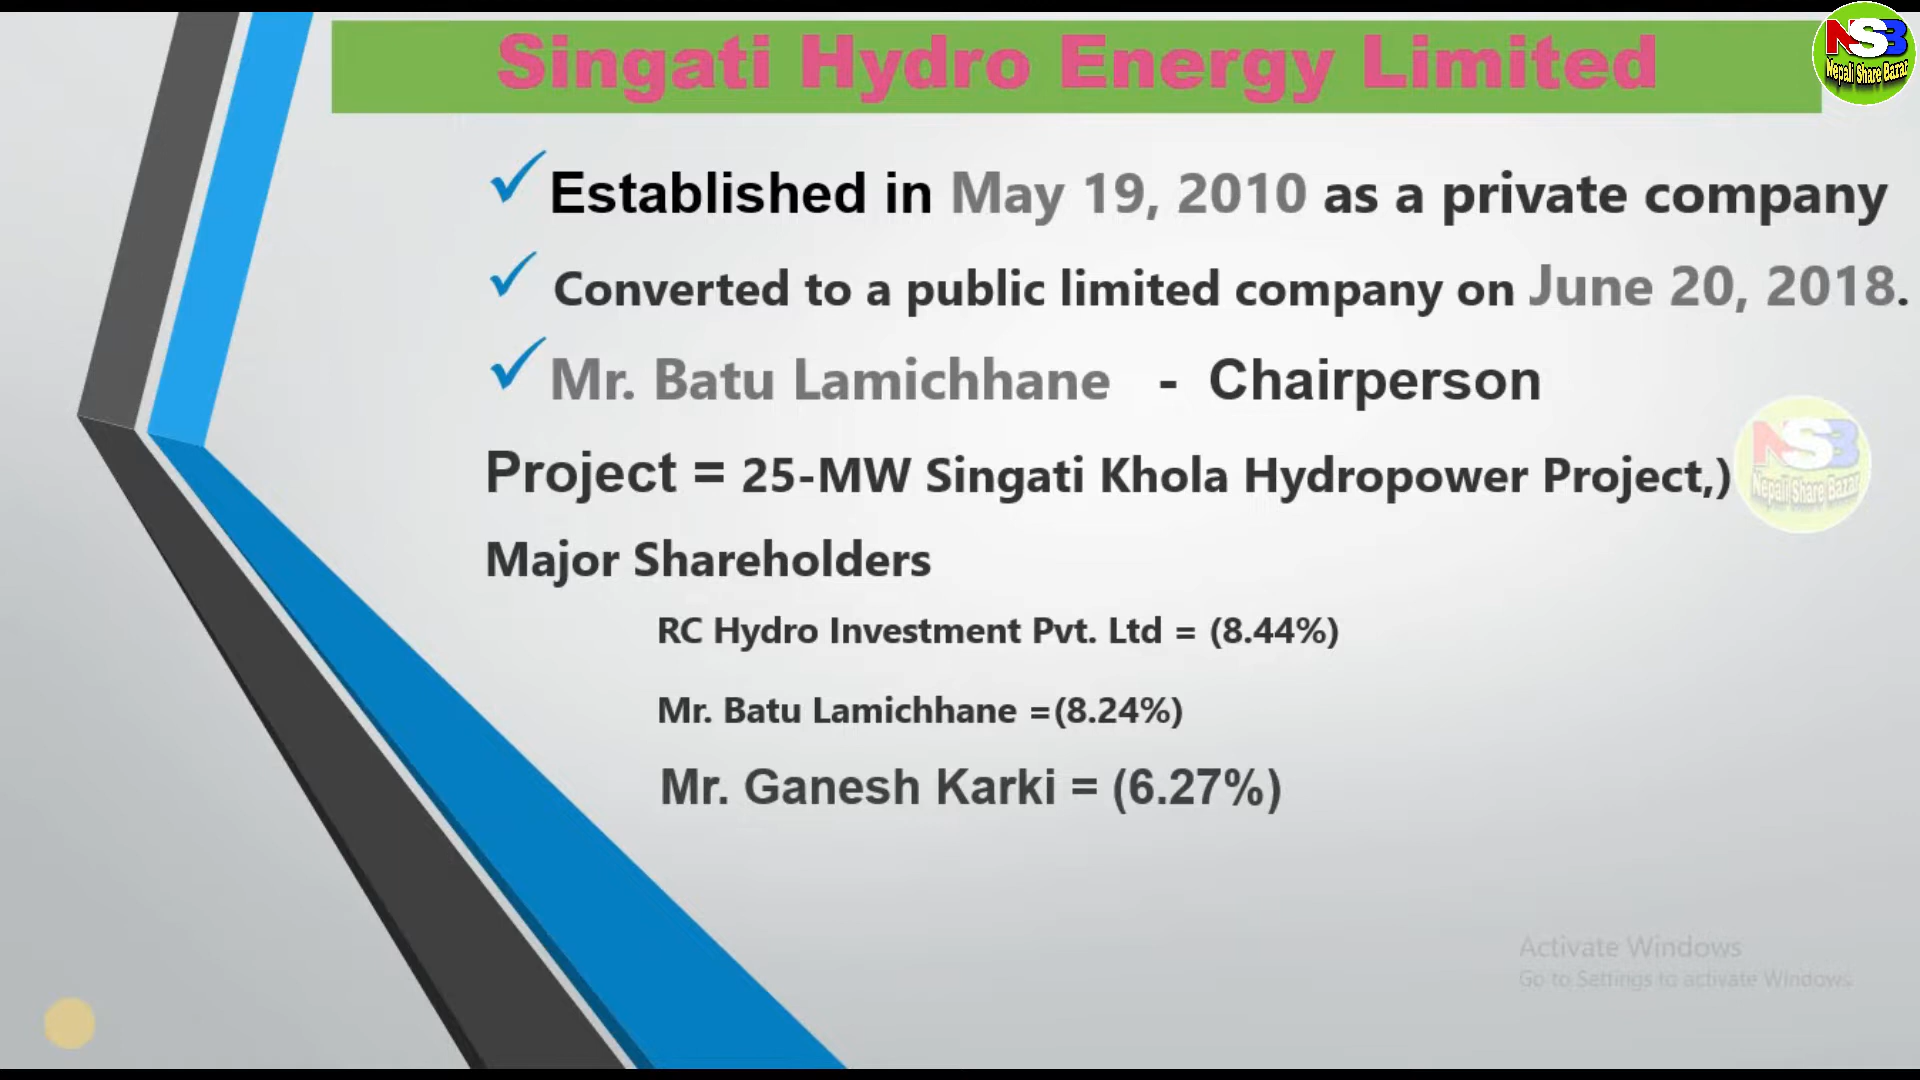 Singati Hydro Energy Limited
NSB
Nepali Share Bazar
Established in May 19, 2010 as a private company
Converted to a public limited company on June 20, 2018.
Mr. Batu Lamichhane - Chairperson
Project = 25-MW Singati Khola Hydropower Project,)
NSB
Nepali Share Bazar
Major Shareholders
RC Hydro Investment Pvt. Ltd = (8.44%)
Mr. Batu Lamichhane =(8.24%)
Mr. Ganesh Karki = (6.27%)
Activate Windows
Go to Settings to activate Windows.